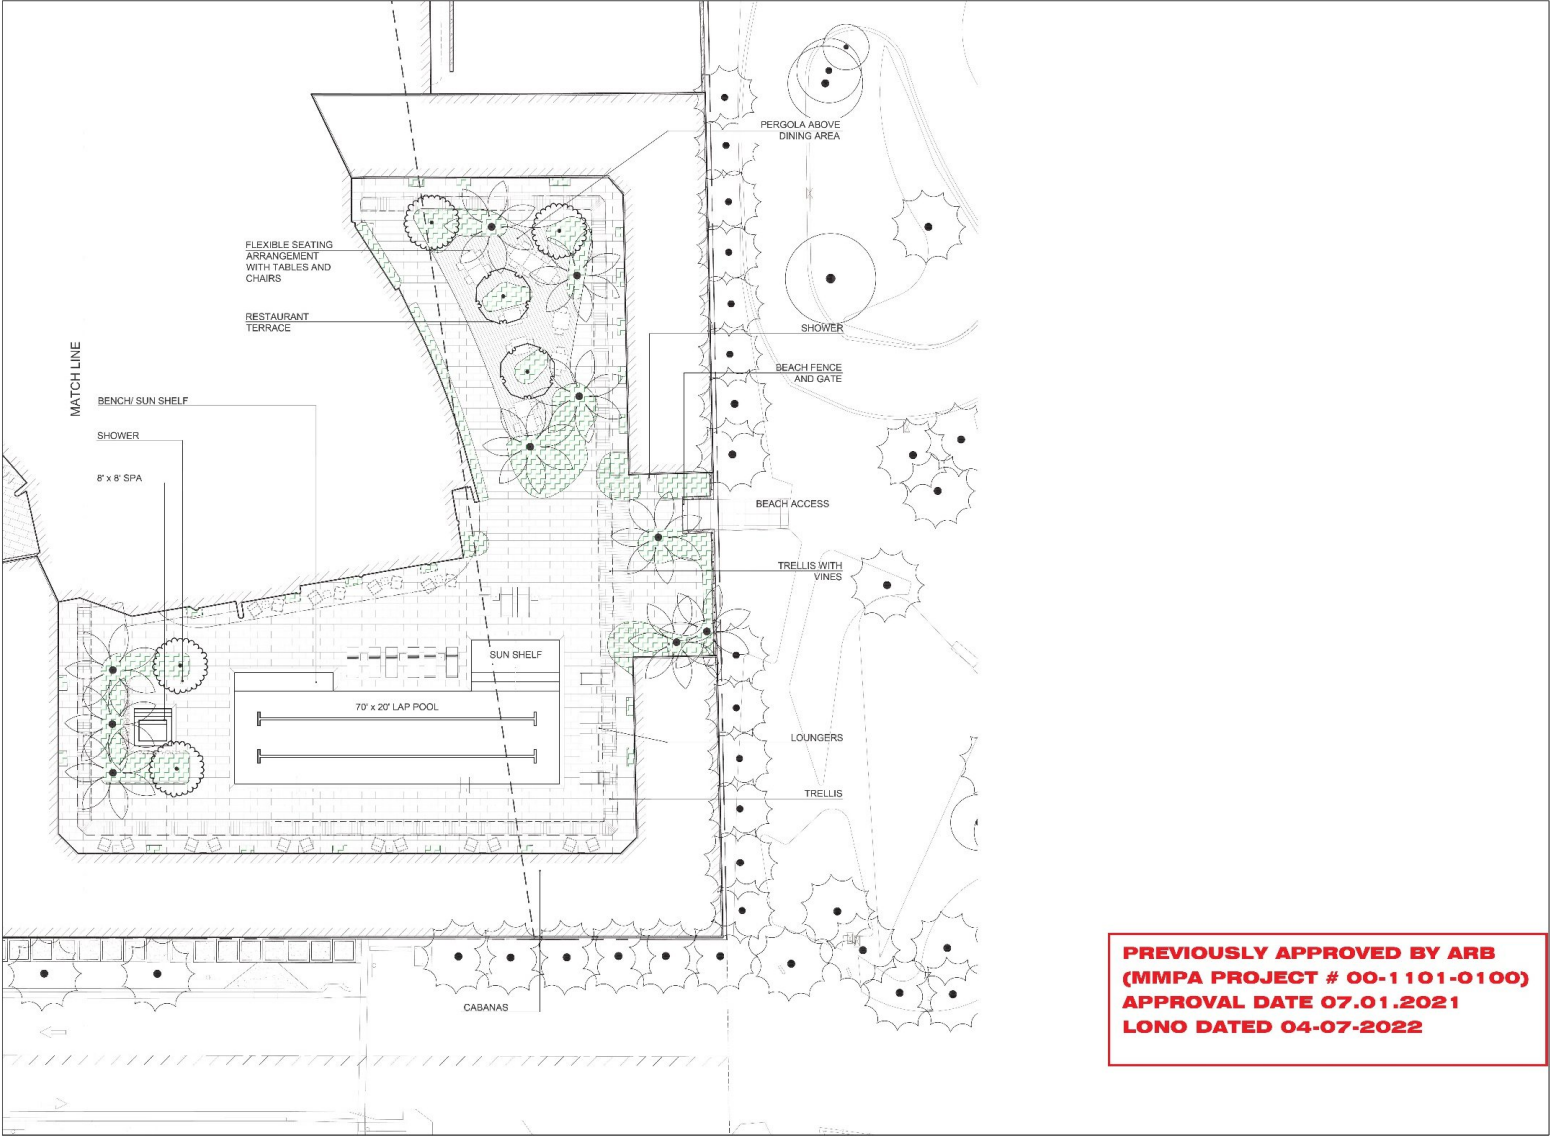 PERGOLA ABOVE
DINING AREA
FLEXIBLE SEATING
ARRANGEMENT
WITH TABLES AND
CHAIRS
RESTAURANT
TERRACE
SHOWER
MATCH LINE
BEACH FENCE
AND GATE
BENCH/ SUN SHELF
SHOWER
8' x 8' SPA
BEACH ACCESS
TRELLIS WITH
VINES
SUN SHELF
70' x 20' LAP POOL
LOUNGERS
TRELLIS
CABANAS
PREVIOUSLY APPROVED BY ARB
(MMPA PROJECT # 00-1101-0100)
APPROVAL DATE 07.01.2021
LONO DATED 04-07-2022